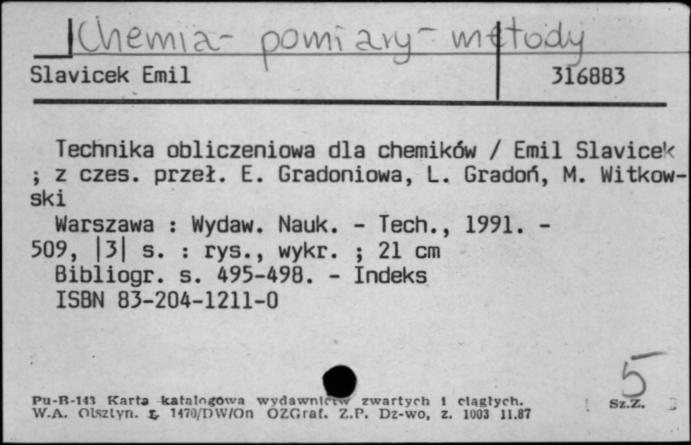 Chemia - pomiary - metody
Slavicek Emil 316883
Technika obliczeniowa dla chemików / Emil Slavicek
; z czes. przeł. E. Gradoniowa, L. Gradoń, M. Witkow-
ski
Warszawa : Wydaw. Nauk. - Tech., 1991. -
509, |3| s. : rys., wykr. ; 21 cm
Bibliogr. s. 495-498. - Indeks
ISBN 83-204-1211-0
5
Pu-B-143 Karta katalogowa wydawnictw zwartych i ciągłych. Sz.Z.
W.A. Olsztyn. z. 1470/DW/On OZGraf. Z.P. Dz-wo, z. 1003 11.87